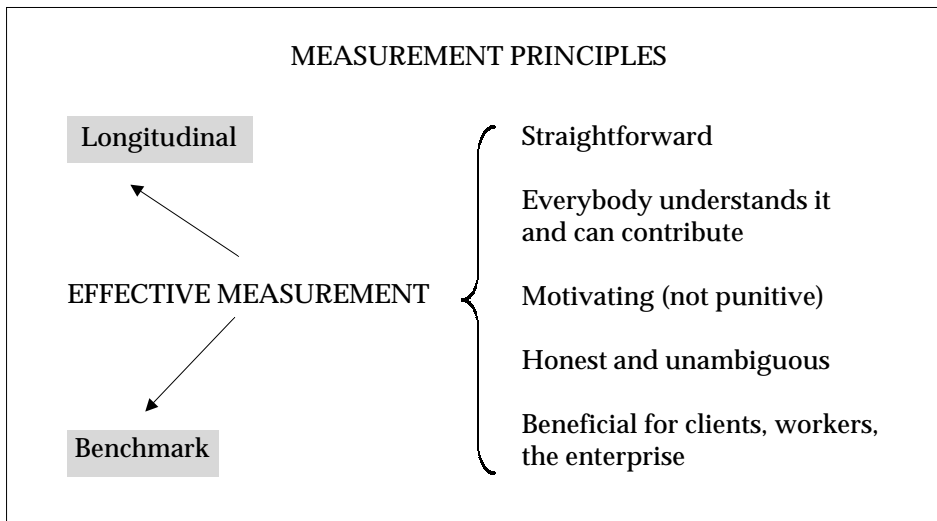 MEASUREMENT PRINCIPLES
Longitudinal
EFFECTIVE MEASUREMENT
Benchmark
Straightforward
Everybody understands it
and can contribute
Motivating (not punitive)
Honest and unambiguous
Beneficial for clients, workers,
the enterprise